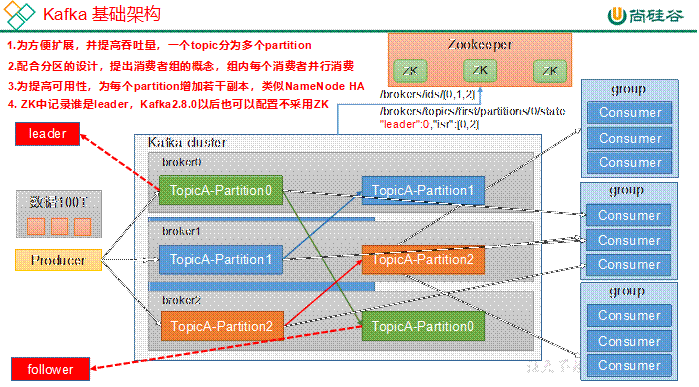 Kafka 基础架构
尚硅谷
1.为方便扩展，并提高吞吐量，一个topic分为多个partition
2.配合分区的设计，提出消费者组的概念，组内每个消费者并行消费
3.为提高可用性，为每个partition增加若干副本，类似NameNode HA
4. ZK中记录谁是leader，Kafka2.8.0以后也可以配置不采用ZK
Zookeeper
ZK
ZK
ZK
/brokers/ids/[0,1,2]
/brokers/topics/first/partitions/0/state
"leader":0,"isr":[0,2]
leader
Kafka cluster
broker0
TopicA-Partition0
TopicA-Partition1
数据100T
Producer
broker1
TopicA-Partition1
TopicA-Partition2
broker2
TopicA-Partition2
TopicA-Partition0
follower
group
Consumer
Consumer
Consumer
group
Consumer
Consumer
Consumer
group
Consumer
Consumer
Consumer